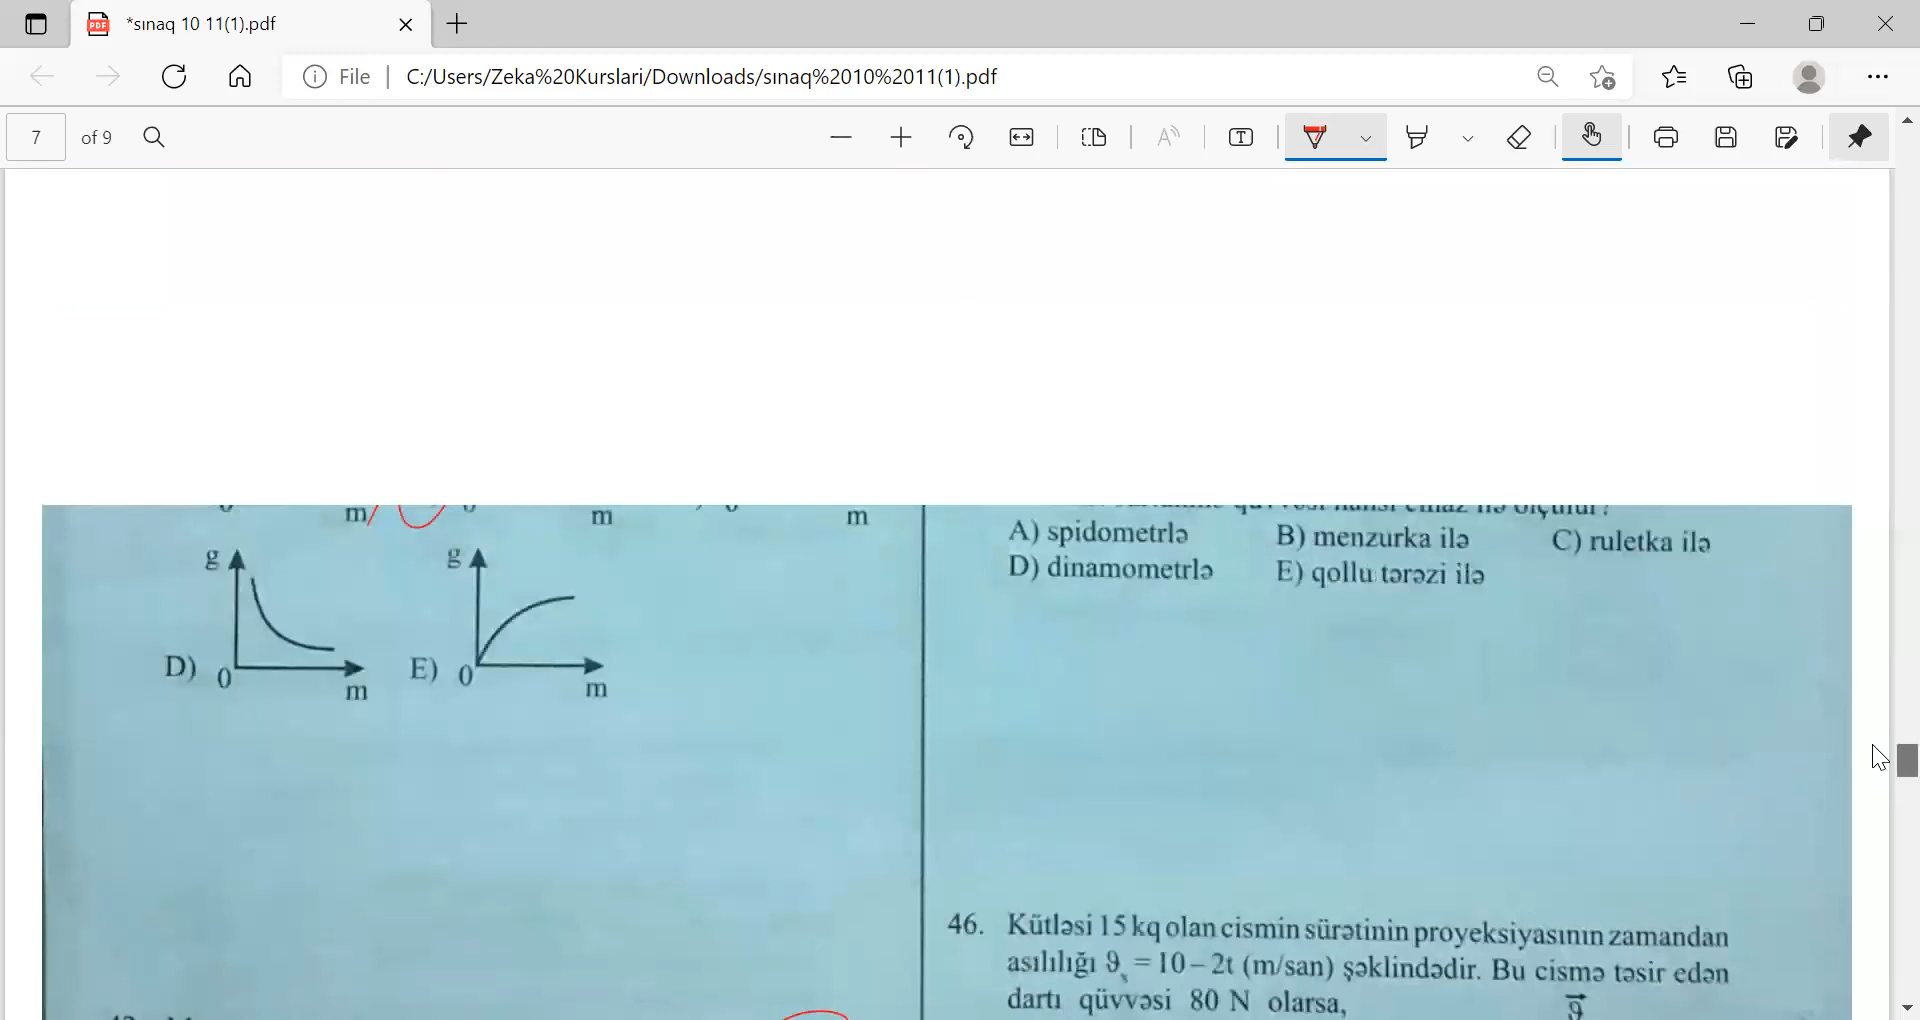 *sınaq 10 11(1).pdf
File
C:/Users/Zeka%20Kurslari/Downloads/sınaq%2010%2011(1).pdf
7 of 9
m
m
m
A) spidometrlə B) menzurka ilə C) ruletka ilə
D) dinamometrlə E) qollu tərəzi ilə
g
g
D) 0
m
E) 0
m
46. Kütləsi 15 kq olan cismin sürətinin proyeksiyasının zamandan
asılılığı ϑₓ = 10 – 2t (m/san) şəklindədir. Bu cismə təsir edən
dartı qüvvəsi 80 N olarsa,